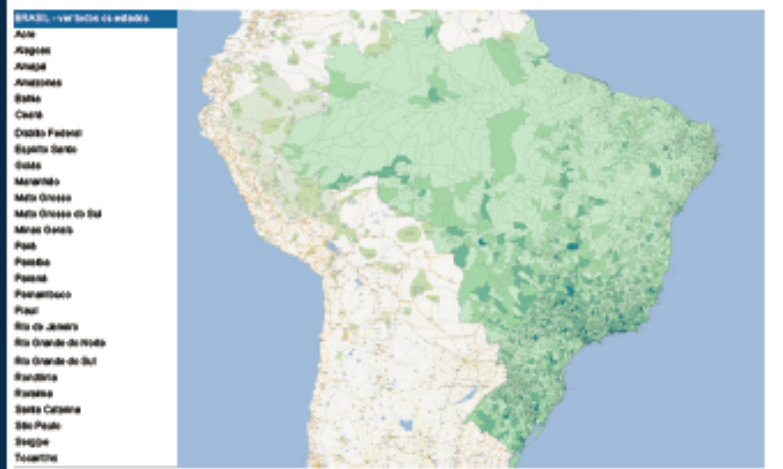 BRASIL - ver todos os estados
Acre
Alagoas
Amapá
Amazonas
Bahia
Ceará
Distrito Federal
Espírito Santo
Goiás
Maranhão
Mato Grosso
Mato Grosso do Sul
Minas Gerais
Pará
Paraíba
Paraná
Pernambuco
Piauí
Rio de Janeiro
Rio Grande do Norte
Rio Grande do Sul
Rondônia
Roraima
Santa Catarina
São Paulo
Sergipe
Tocantins